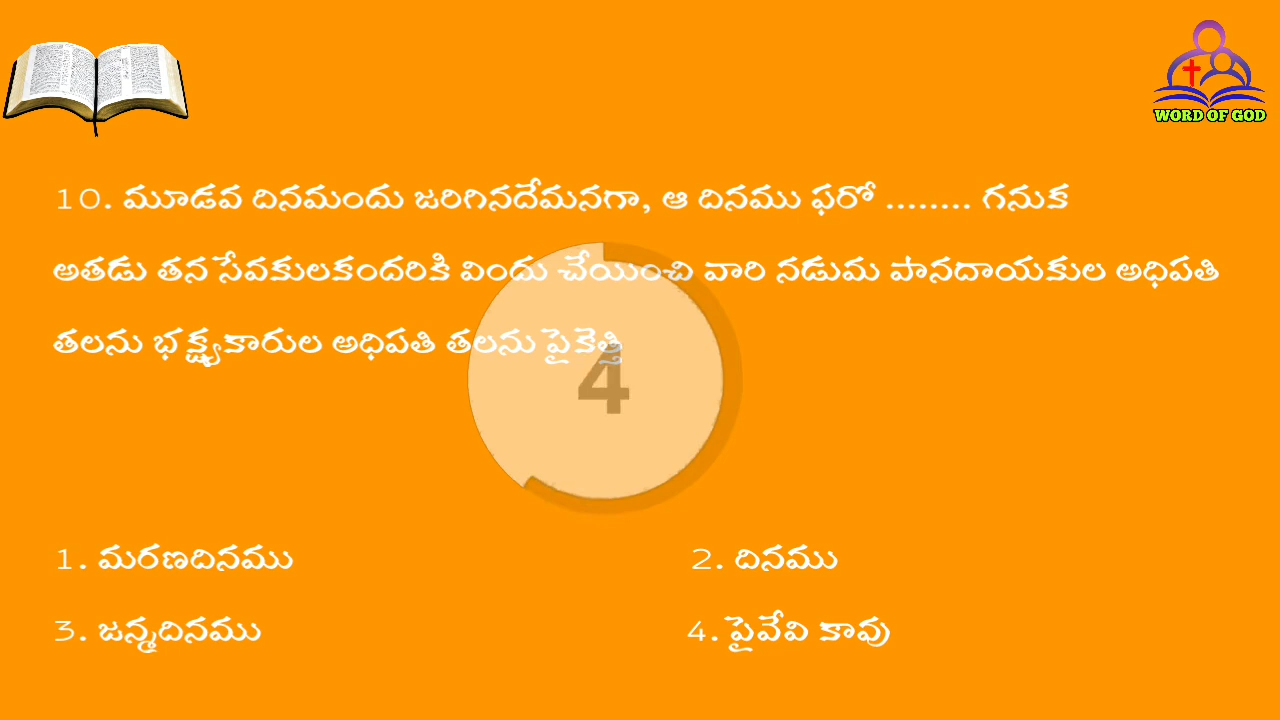 WORD OF GOD
10. మూడవ దినమందు జరిగినదేమనగా, ఆ దినము ఫరో ........ గనుక
అతడు తన సేవకులకందరికి విందు చేయించి వారి నడుమ పానదాయకుల అధిపతి
తలను భక్ష్యకారుల అధిపతి తలను పైకెత్తి
4
1. మరణదినము
2. దినము
3. జన్మదినము
4. పైవేవి కావు